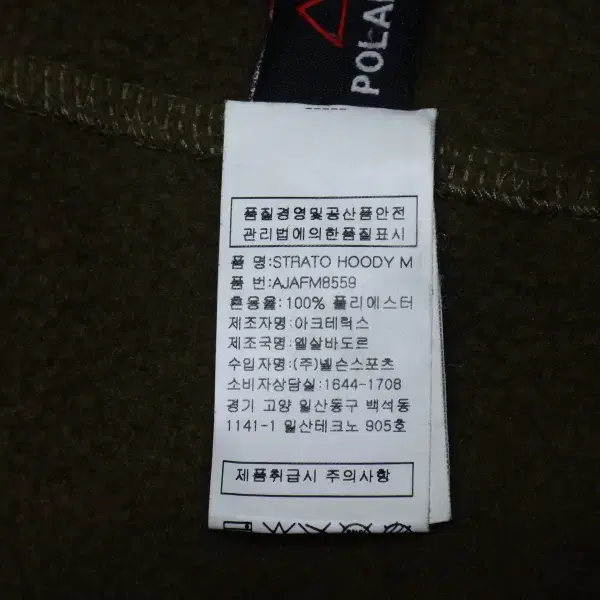 POLAR
품질경영및공산품안전
관리법에의한품질표시
품 명:STRATO HOODY M
품 번:AJAFM8559
혼용율:100% 폴리에스터
제조자명:아크테릭스
제조국명:엘살바도르
수입자명:(주)넬슨스포츠
소비자상담실:1644-1708
경기 고양 일산동구 백석동
1141-1 일산테크노 905호
제품취급시 주의사항